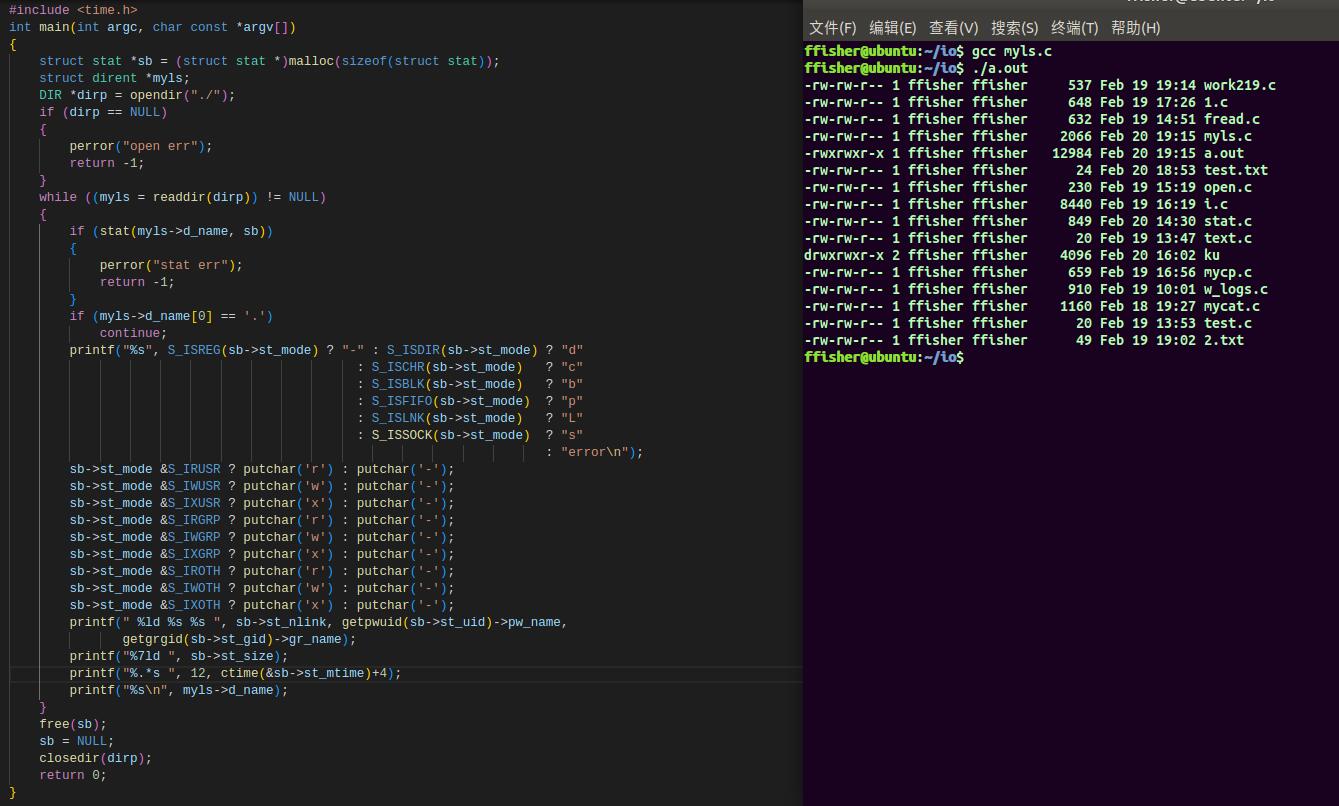 #include <time.h>
int main(int argc, char const *argv[])
{
    struct stat *sb = (struct stat *)malloc(sizeof(struct stat));
    struct dirent *myls;
    DIR *dirp = opendir("./");
    if (dirp == NULL)
    {
        perror("open err");
        return -1;
    }
    while ((myls = readdir(dirp)) != NULL)
    {
        if (stat(myls->d_name, sb))
        {
            perror("stat err");
            return -1;
        }
        if (myls->d_name[0] == '.')
            continue;
        printf("%s", S_ISREG(sb->st_mode) ? "-" : S_ISDIR(sb->st_mode) ? "d"
                                              : S_ISCHR(sb->st_mode)   ? "c"
                                              : S_ISBLK(sb->st_mode)   ? "b"
                                              : S_ISFIFO(sb->st_mode)  ? "p"
                                              : S_ISLNK(sb->st_mode)   ? "L"
                                              : S_ISSOCK(sb->st_mode)  ? "s"
                                                                       : "error\n");
        sb->st_mode &S_IRUSR ? putchar('r') : putchar('-');
        sb->st_mode &S_IWUSR ? putchar('w') : putchar('-');
        sb->st_mode &S_IXUSR ? putchar('x') : putchar('-');
        sb->st_mode &S_IRGRP ? putchar('r') : putchar('-');
        sb->st_mode &S_IWGRP ? putchar('w') : putchar('-');
        sb->st_mode &S_IXGRP ? putchar('x') : putchar('-');
        sb->st_mode &S_IROTH ? putchar('r') : putchar('-');
        sb->st_mode &S_IWOTH ? putchar('w') : putchar('-');
        sb->st_mode &S_IXOTH ? putchar('x') : putchar('-');
        printf(" %ld %s %s ", sb->st_nlink, getpwuid(sb->st_uid)->pw_name,
               getgrgid(sb->st_gid)->gr_name);
        printf("%7ld ", sb->st_size);
        printf("%.*s ", 12, ctime(&sb->st_mtime)+4);
        printf("%s\n", myls->d_name);
    }
    free(sb);
    sb = NULL;
    closedir(dirp);
    return 0;
}
文件(F) 编辑(E) 查看(V) 搜索(S) 终端(T) 帮助(H)
ffisher@ubuntu:~/io$ gcc myls.c
ffisher@ubuntu:~/io$ ./a.out
-rw-rw-r-- 1 ffisher ffisher     537 Feb 19 19:14 work219.c
-rw-rw-r-- 1 ffisher ffisher     648 Feb 19 17:26 1.c
-rw-rw-r-- 1 ffisher ffisher     632 Feb 19 14:51 fread.c
-rw-rw-r-- 1 ffisher ffisher    2066 Feb 20 19:15 myls.c
-rwxrwxr-x 1 ffisher ffisher   12984 Feb 20 19:15 a.out
-rw-rw-r-- 1 ffisher ffisher      24 Feb 20 18:53 test.txt
-rw-rw-r-- 1 ffisher ffisher     230 Feb 19 15:19 open.c
-rw-rw-r-- 1 ffisher ffisher    8440 Feb 19 16:19 i.c
-rw-rw-r-- 1 ffisher ffisher     849 Feb 20 14:30 stat.c
-rw-rw-r-- 1 ffisher ffisher      20 Feb 19 13:47 text.c
drwxrwxr-x 2 ffisher ffisher    4096 Feb 20 16:02 ku
-rw-rw-r-- 1 ffisher ffisher     659 Feb 19 16:56 mycp.c
-rw-rw-r-- 1 ffisher ffisher     910 Feb 19 10:01 w_logs.c
-rw-rw-r-- 1 ffisher ffisher    1160 Feb 18 19:27 mycat.c
-rw-rw-r-- 1 ffisher ffisher      20 Feb 19 13:53 test.c
-rw-rw-r-- 1 ffisher ffisher      49 Feb 19 19:02 2.txt
ffisher@ubuntu:~/io$